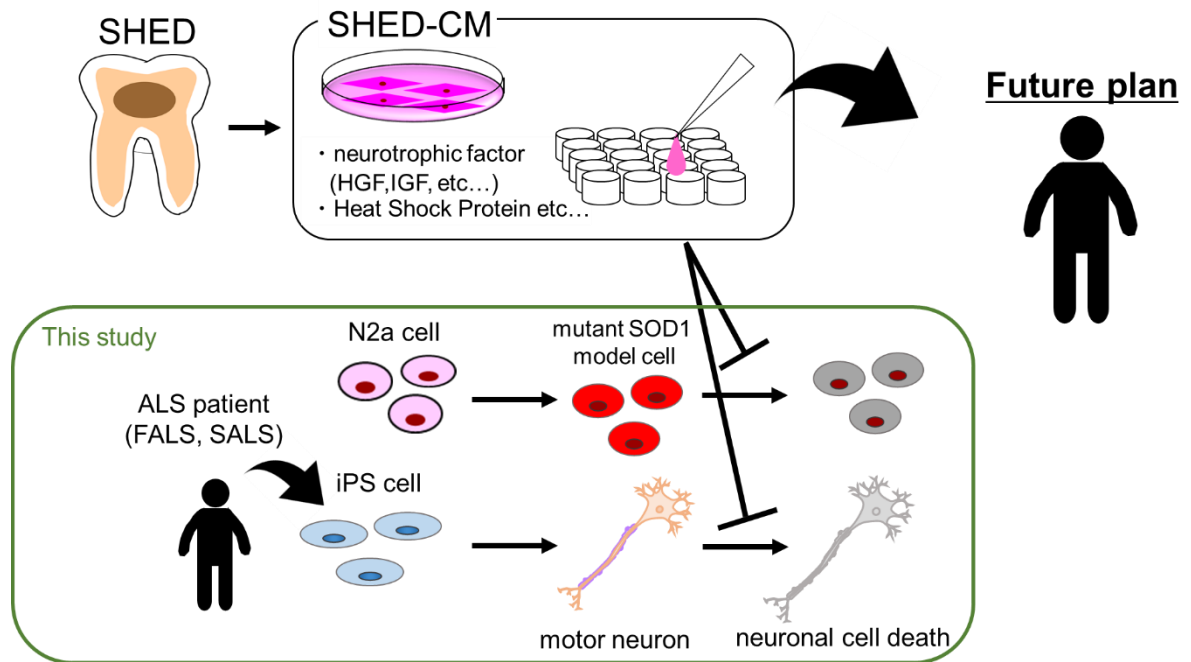 SHED
SHED-CM
・neurotrophic factor
(HGF,IGF, etc…)
・Heat Shock Protein etc…
Future plan
This study
N2a cell
mutant SOD1
model cell
ALS patient
(FALS, SALS)
iPS cell
motor neuron
neuronal cell death